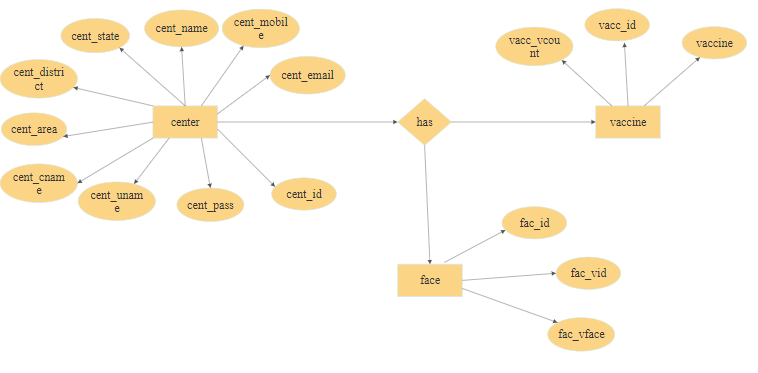 cent_state
cent_name
cent_mobil
e
cent_email
cent_distri
ct
cent_area
center
cent_cnam
e
cent_unam
e
cent_pass
cent_id
has
vacc_vcou
nt
vacc_id
vaccine
vaccine
face
fac_id
fac_vid
fac_vface